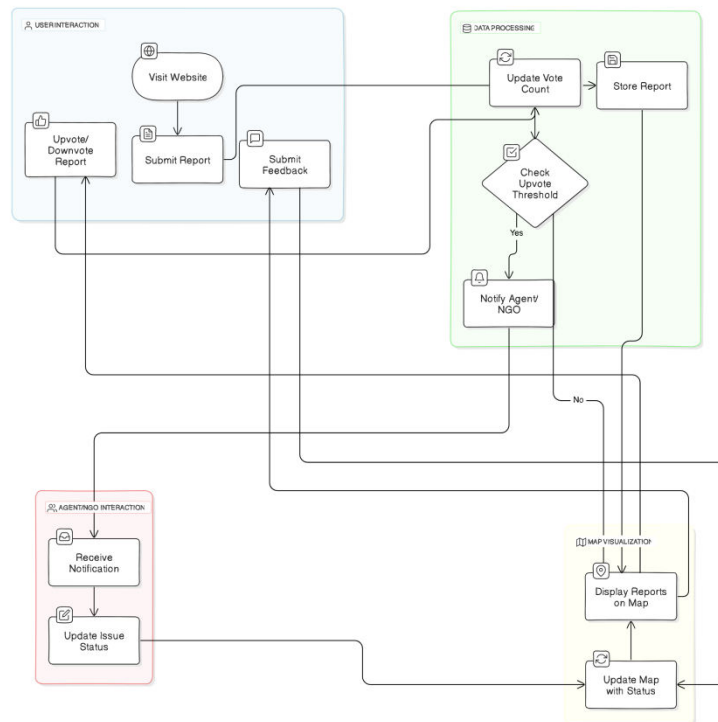 USER INTERACTION
Visit Website
Upvote/
Downvote
Report
Submit Report
Submit
Feedback
DATA PROCESSING
Update Vote
Count
Store Report
Check
Upvote
Threshold
Yes
Notify Agent/
NGO
No
AGENT/NGO INTERACTION
Receive
Notification
Update Issue
Status
MAP VISUALIZATION
Display Reports
on Map
Update Map
with Status